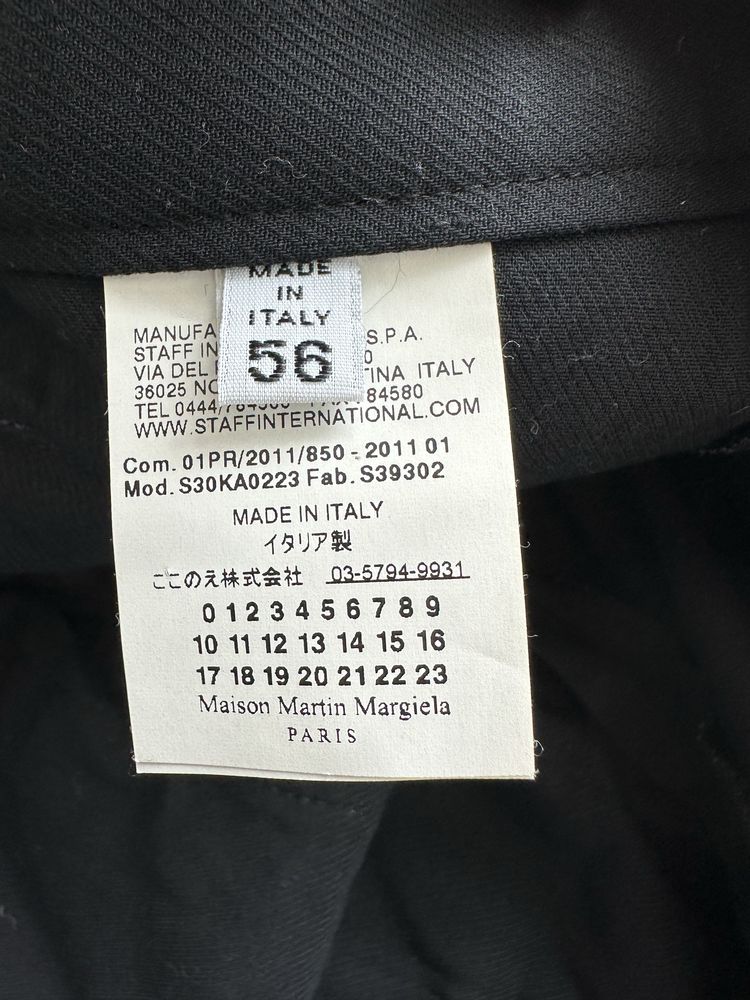 MADE
IN
ITALY
56
MANUFA S.P.A.
STAFF IN 0
VIA DEL TINA ITALY
36025 NO 84580
TEL 0444/
WWW.STAFFINTERNATIONAL.COM
Com. 01PR/2011/850 - 2011 01
Mod. S30KA0223 Fab. S39302
MADE IN ITALY
イタリア製
ここのえ株式会社 03-5794-9931
0 1 2 3 4 5 6 7 8 9
10 11 12 13 14 15 16
17 18 19 20 21 22 23
Maison Martin Margiela
PARIS